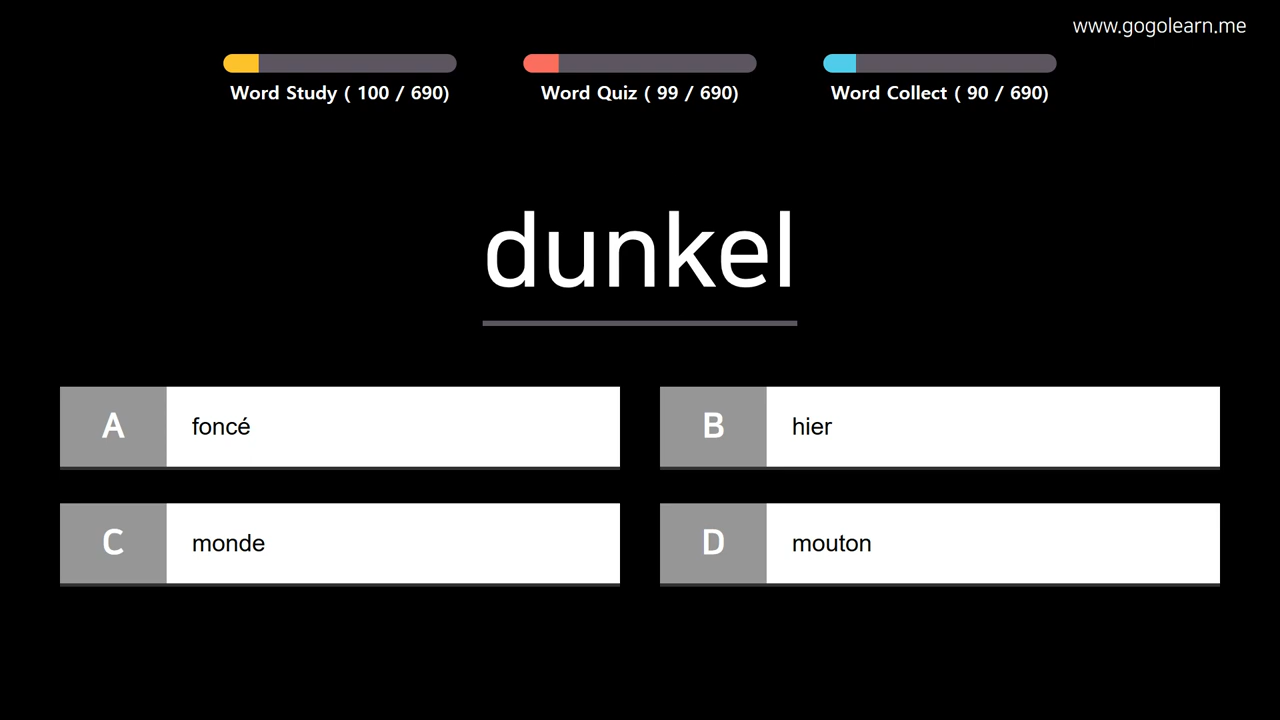 www.gogolearn.me
Word Study ( 100 / 690)
Word Quiz ( 99 / 690)
Word Collect ( 90 / 690)
dunkel
A foncé
B hier
C monde
D mouton